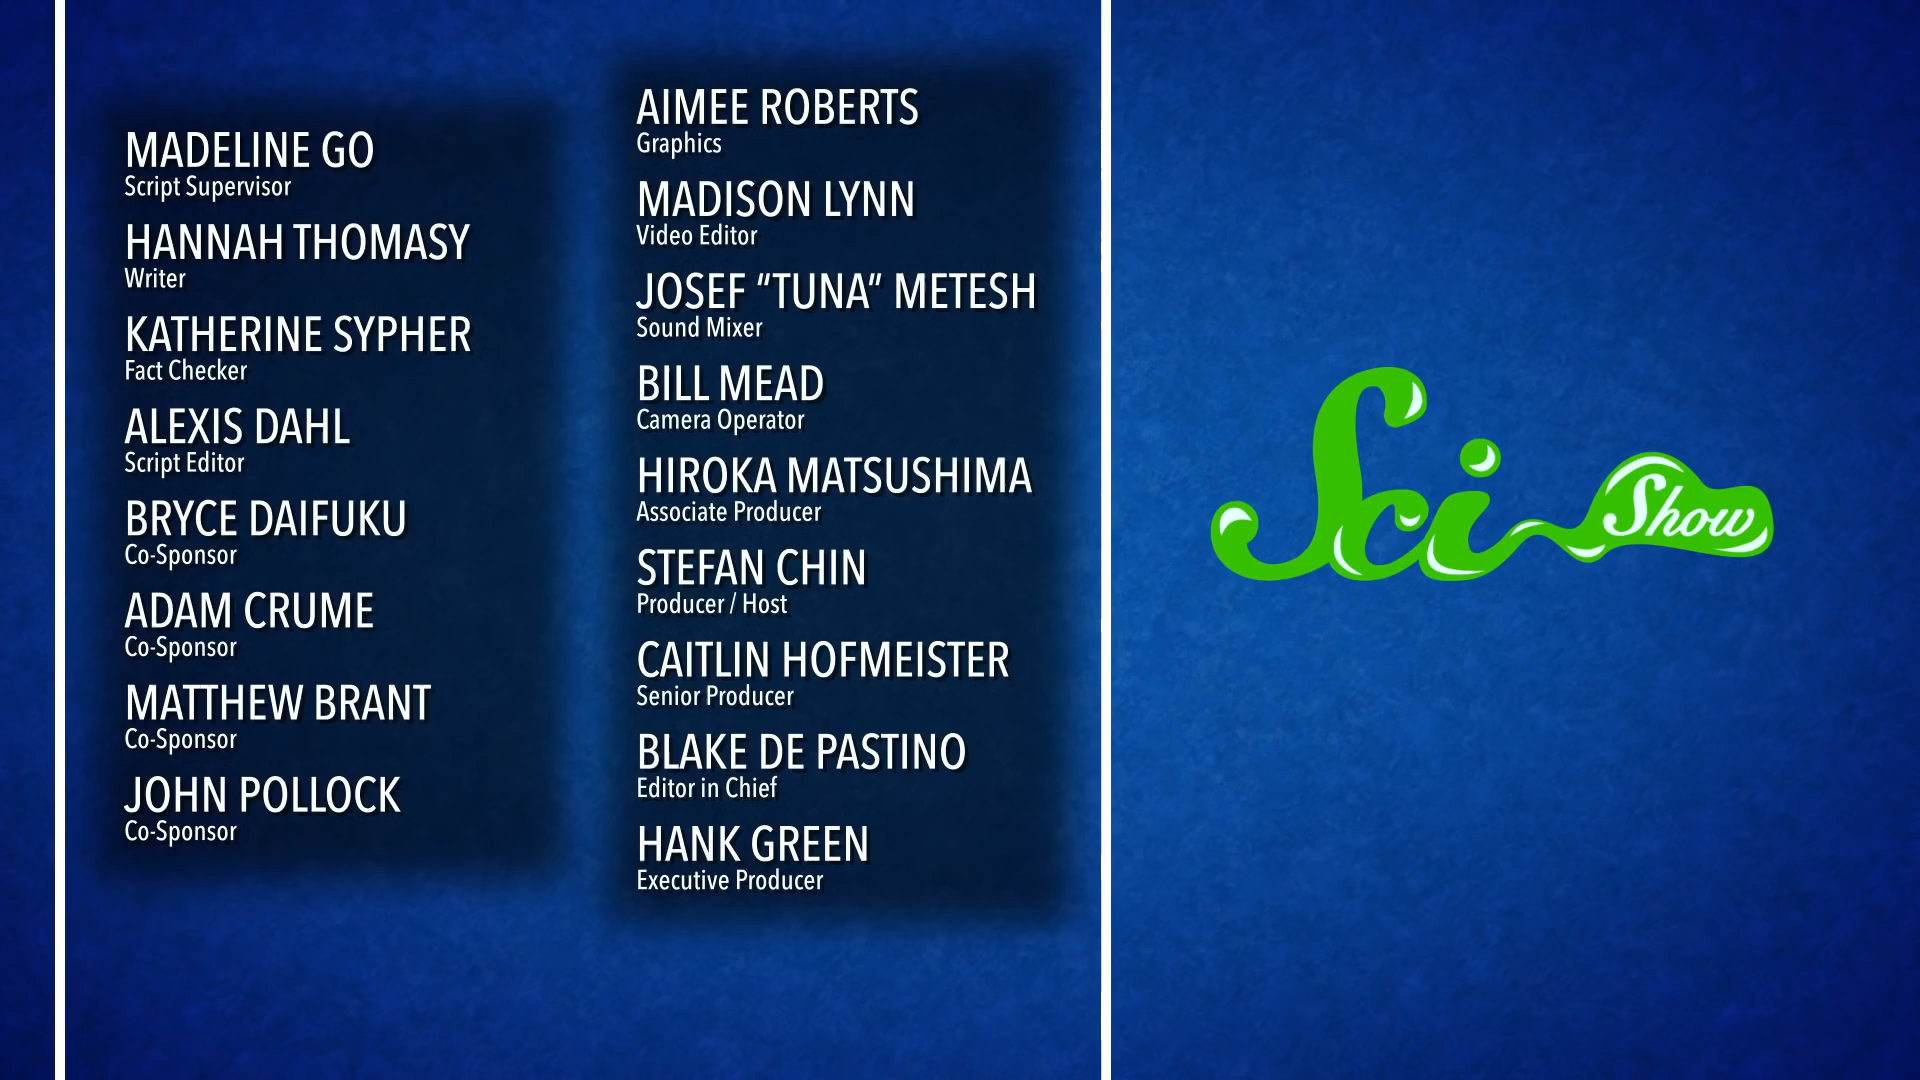 MADELINE GO
Script Supervisor
HANNAH THOMASY
Writer
KATHERINE SYPHER
Fact Checker
ALEXIS DAHL
Script Editor
BRYCE DAIFUKU
Co-Sponsor
ADAM CRUME
Co-Sponsor
MATTHEW BRANT
Co-Sponsor
JOHN POLLOCK
Co-Sponsor
AIMEE ROBERTS
Graphics
MADISON LYNN
Video Editor
JOSEF “TUNA” METESH
Sound Mixer
BILL MEAD
Camera Operator
HIROKA MATSUSHIMA
Associate Producer
STEFAN CHIN
Producer / Host
CAITLIN HOFMEISTER
Senior Producer
BLAKE DE PASTINO
Editor in Chief
HANK GREEN
Executive Producer
Sci Show